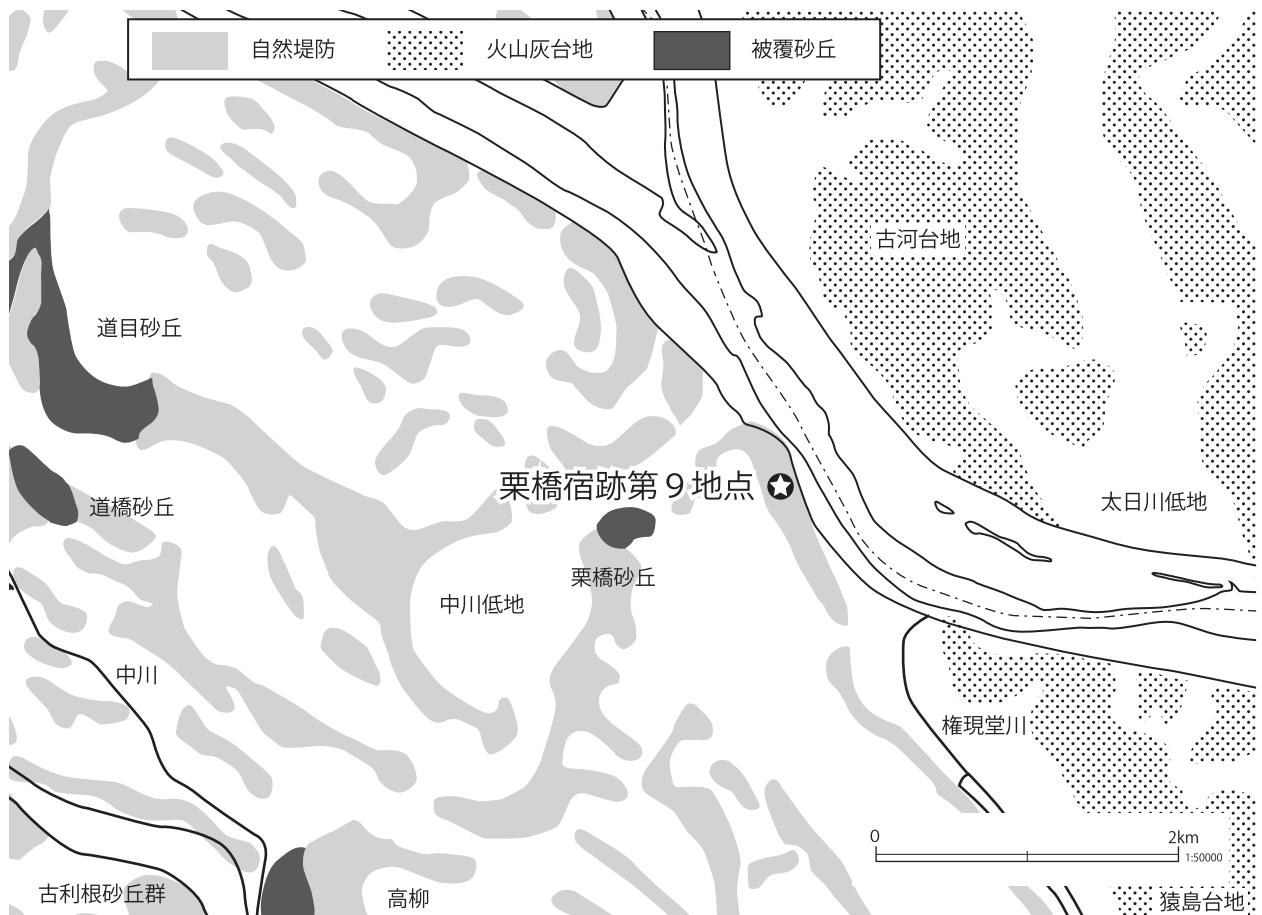 自然堤防
火山灰台地
被覆砂丘
古河台地
道目砂丘
栗橋宿跡第９地点
道橋砂丘
太日川低地
栗橋砂丘
中川低地
中川
権現堂川
0
2km
1:50000
古利根砂丘群
高柳
猿島台地